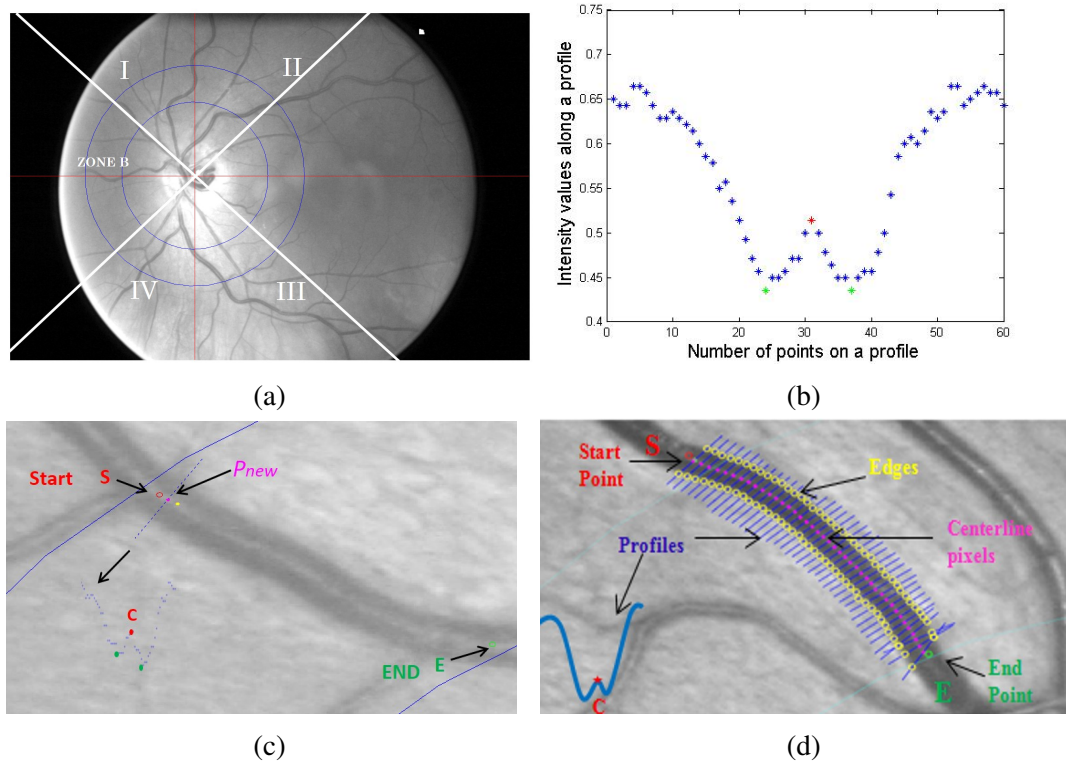 I
II
ZONE B
IV
III
(a)
Intensity values along a profile
0.75
0.7
0.65
0.6
0.55
0.5
0.45
0.4
0 10 20 30 40 50 60
Number of points on a profile
(b)
Start S
Pnew
C
END E
(c)
S
Start
Point
Edges
Profiles
Centerline
pixels
C
E
End
Point
(d)